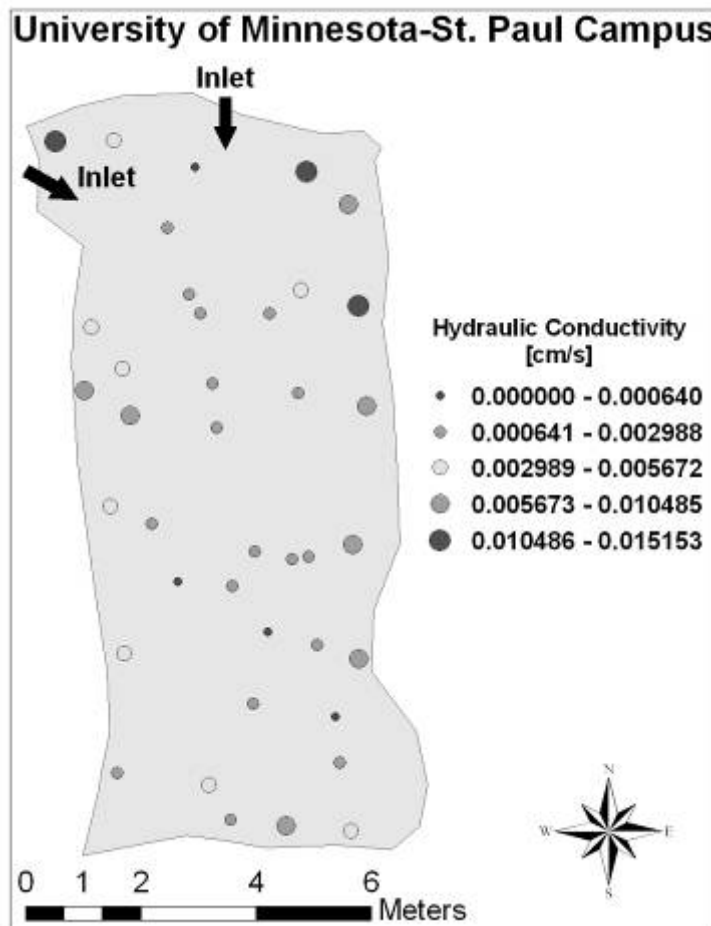 University of Minnesota-St. Paul Campus
Inlet
Inlet
Hydraulic Conductivity
[cm/s]
0.000000 - 0.000640
0.000641 - 0.002988
0.002989 - 0.005672
0.005673 - 0.010485
0.010486 - 0.015153
N
W E
S
0 1 2 4 6
Meters